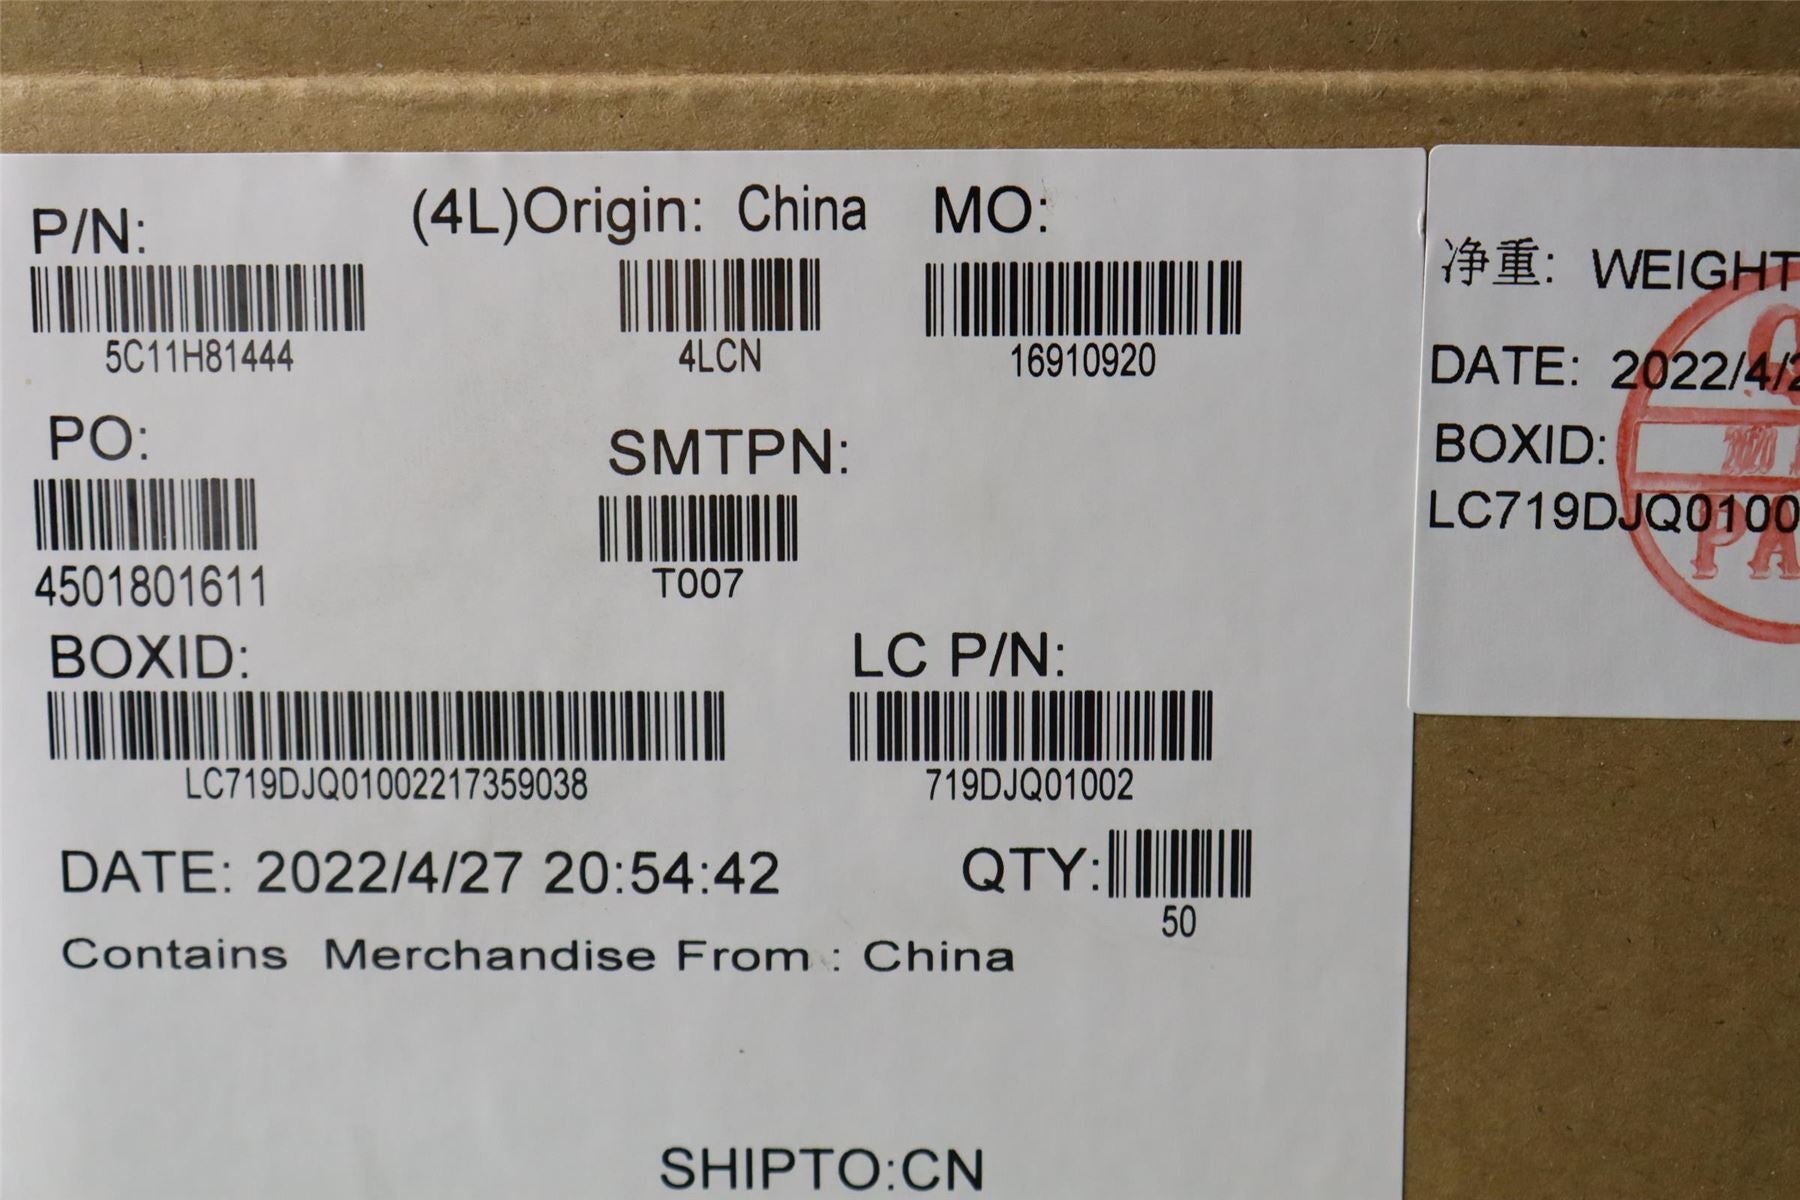 P/N:
(4L)Origin: China
MO:
5C11H81444
4LCN
16910920
PO:
SMTPN:
4501801611
T007
BOXID:
LC P/N:
LC719DJQ01002217359038
719DJQ01002
DATE: 2022/4/27 20:54:42
QTY:
50
Contains Merchandise From : China
SHIPTO:CN
净重: WEIGHT
DATE: 2022/4/2
BOXID:
LC719DJQ0100
PA